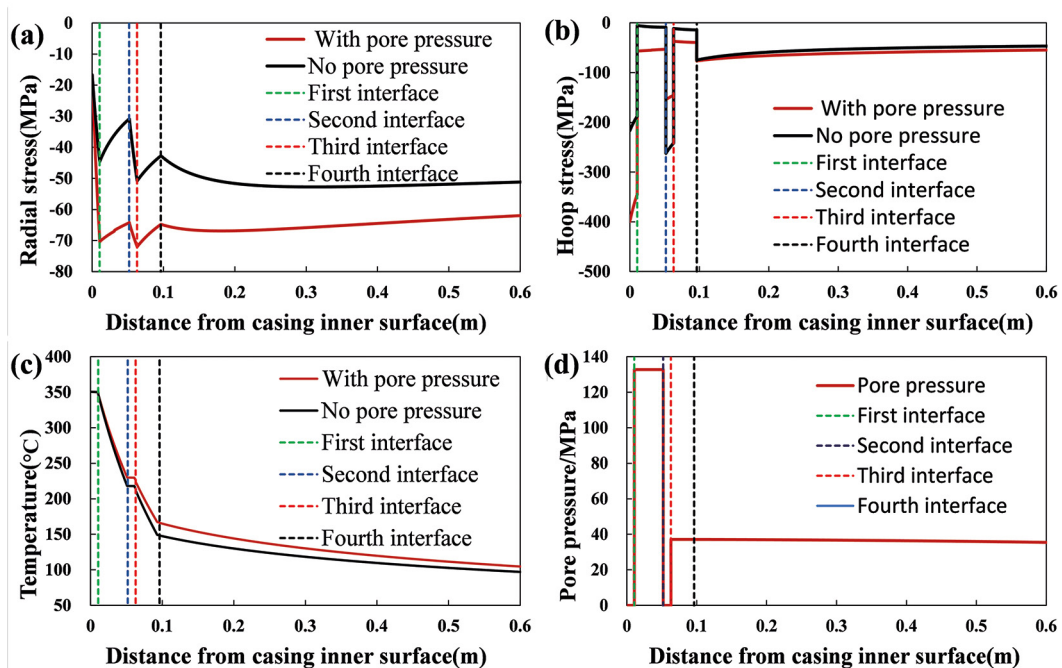 (a)
Radial stress(MPa)
0
-10
-20
-30
-40
-50
-60
-70
-80
With pore pressure
No pore pressure
First interface
Second interface
Third interface
Fourth interface
0 0.1 0.2 0.3 0.4 0.5 0.6
Distance from casing inner surface(m)
(b)
Hoop stress(MPa)
0
-100
-200
-300
-400
-500
With pore pressure
No pore pressure
First interface
Second interface
Third interface
Fourth interface
0 0.1 0.2 0.3 0.4 0.5 0.6
Distance from casing inner surface(m)
(c)
Temperature(°C)
400
350
300
250
200
150
100
50
With pore pressure
No pore pressure
First interface
Second interface
Third interface
Fourth interface
0 0.1 0.2 0.3 0.4 0.5 0.6
Distance from casing inner surface(m)
(d)
Pore pressure/MPa
140
120
100
80
60
40
20
0
Pore pressure
First interface
Second interface
Third interface
Fourth interface
0 0.1 0.2 0.3 0.4 0.5 0.6
Distance from casing inner surface(m)